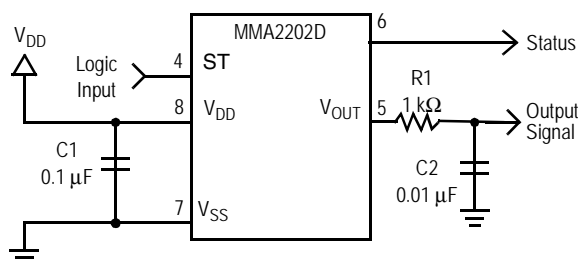 MMA2202D
6
Status
V_DD
Logic
Input
4
ST
R1
1 kΩ
8
V_DD
V_OUT
5
Output
Signal
C1
0.1 μF
C2
0.01 μF
7
V_SS